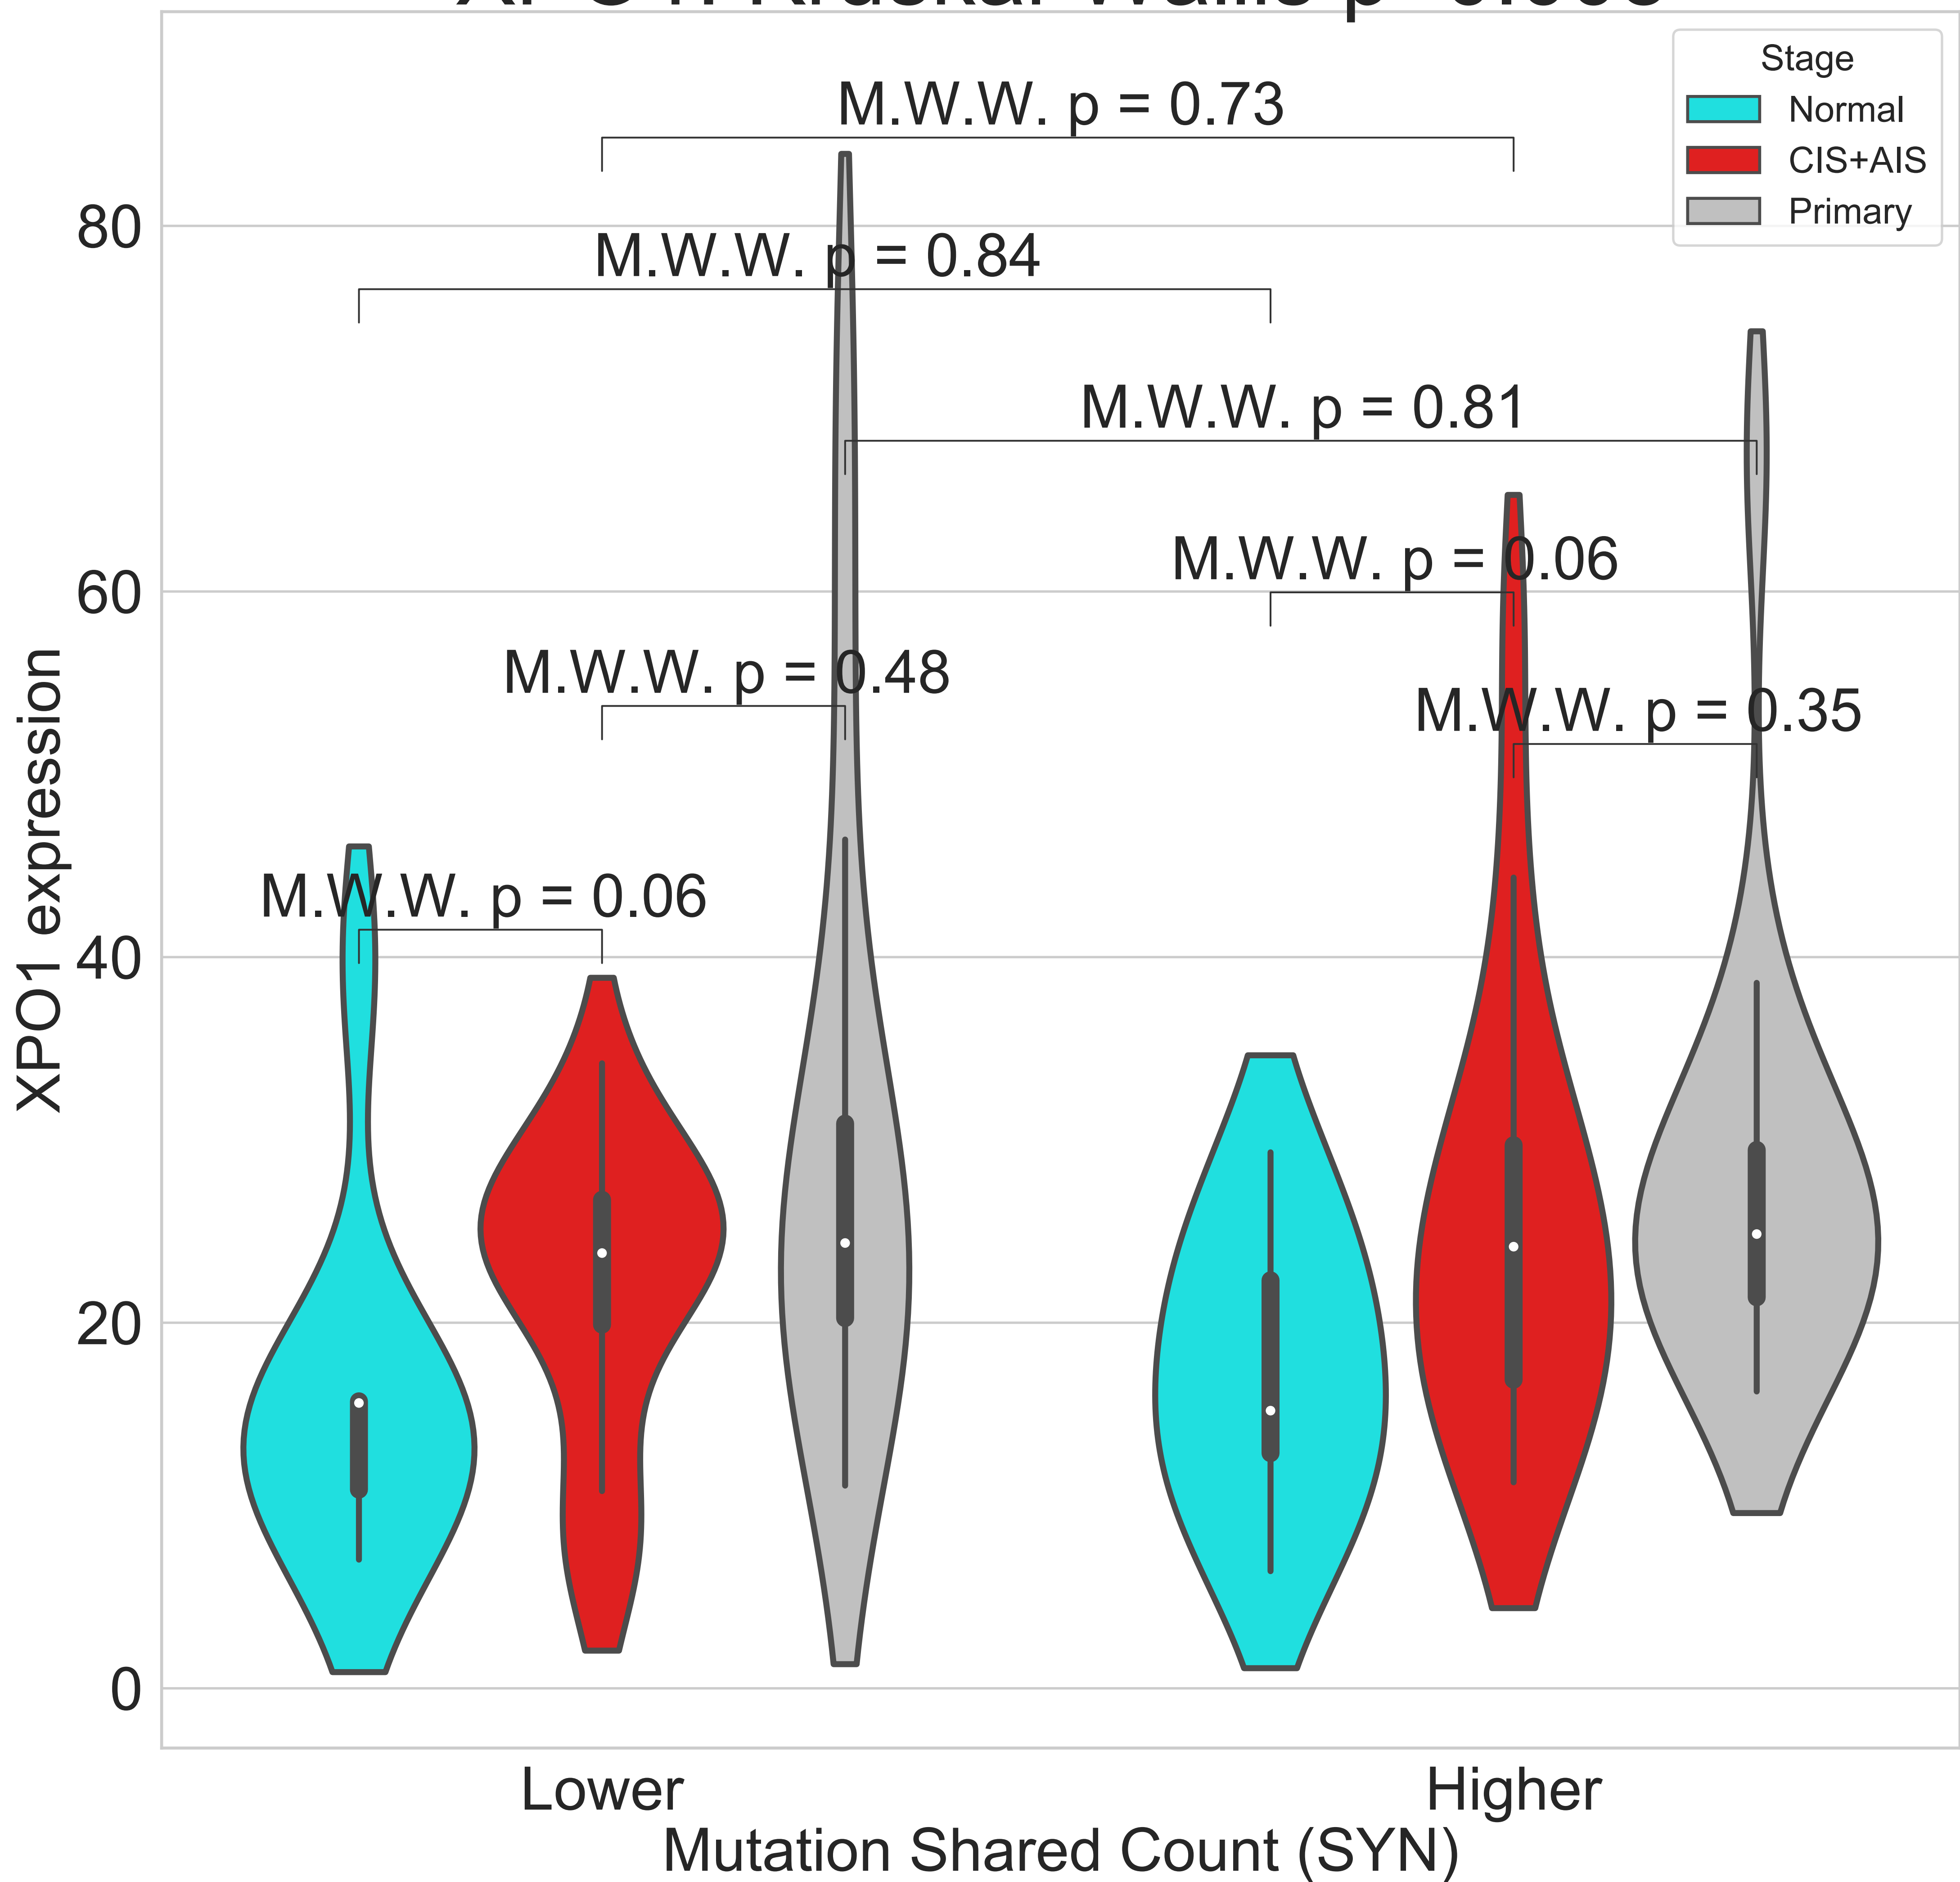 Stage
Normal
CIS+AIS
Primary
M.W.W. p = 0.73
M.W.W. p = 0.84
M.W.W. p = 0.81
M.W.W. p = 0.06
M.W.W. p = 0.48
M.W.W. p = 0.35
M.W.W. p = 0.06
80
60
40
20
0
XPO1 expression
Lower
Higher
Mutation Shared Count (SYN)